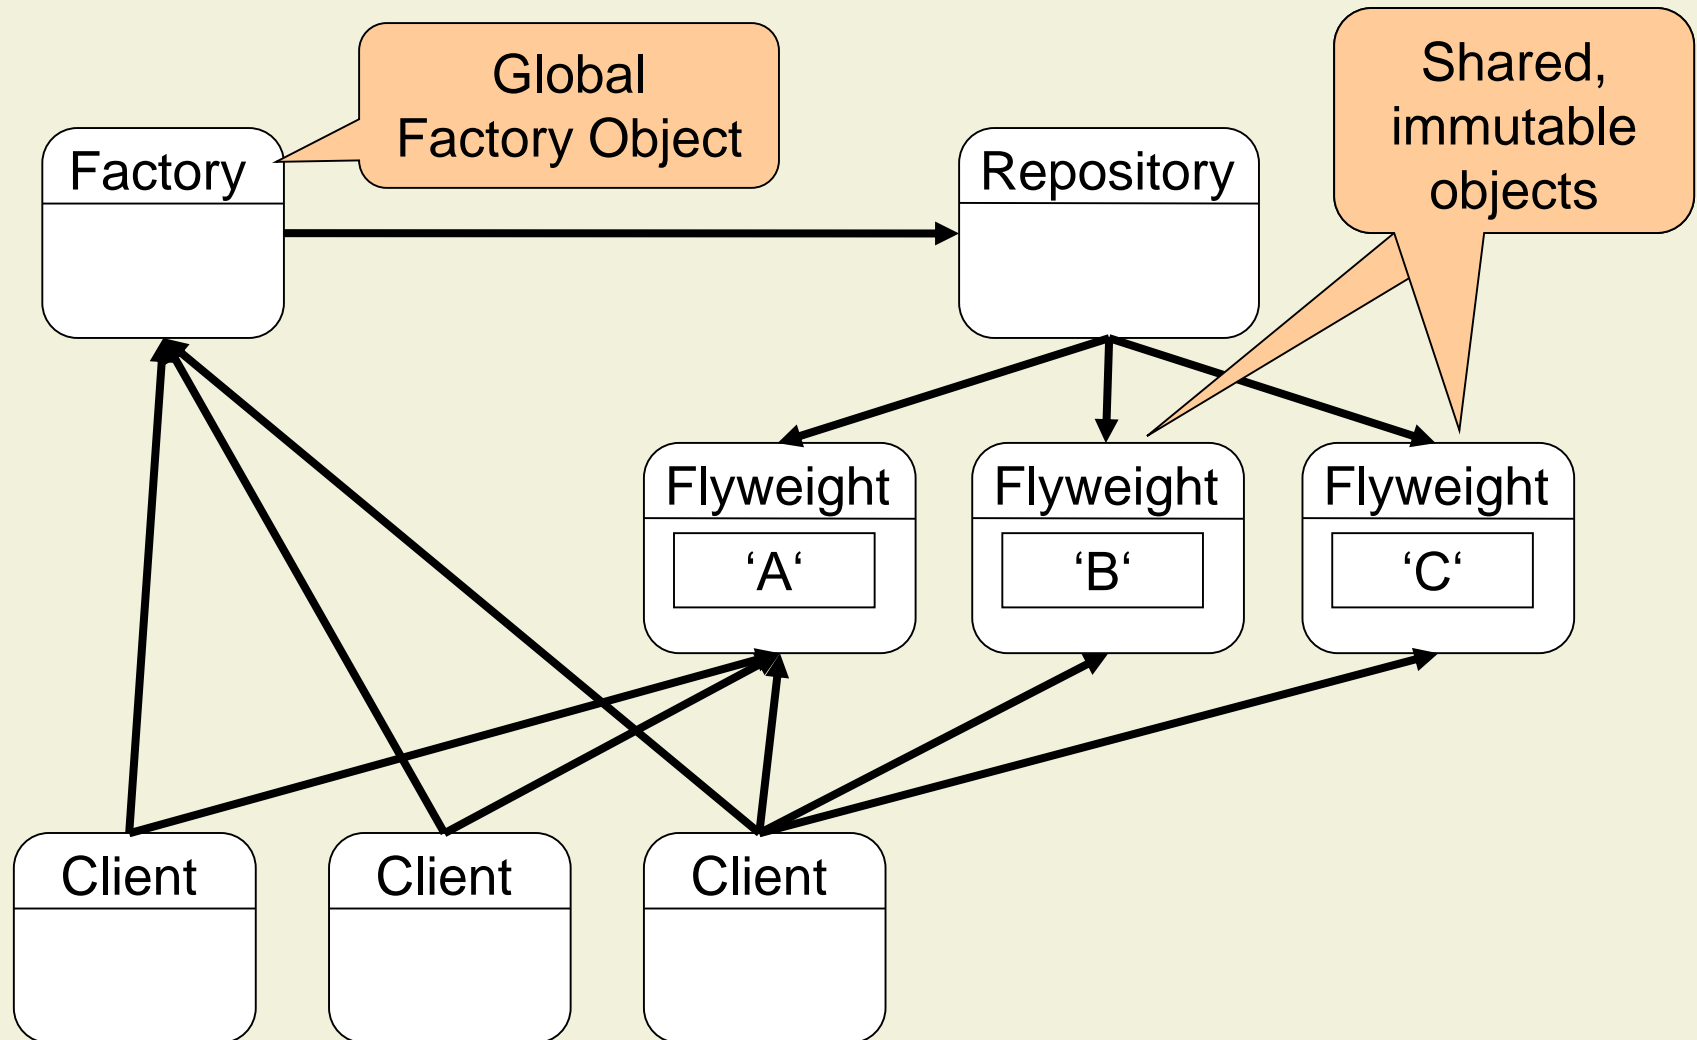 Global
Factory Object
Shared,
immutable
objects
Factory
Repository
Flyweight
Flyweight
Flyweight
‘A‘
‘B‘
‘C‘
Client
Client
Client